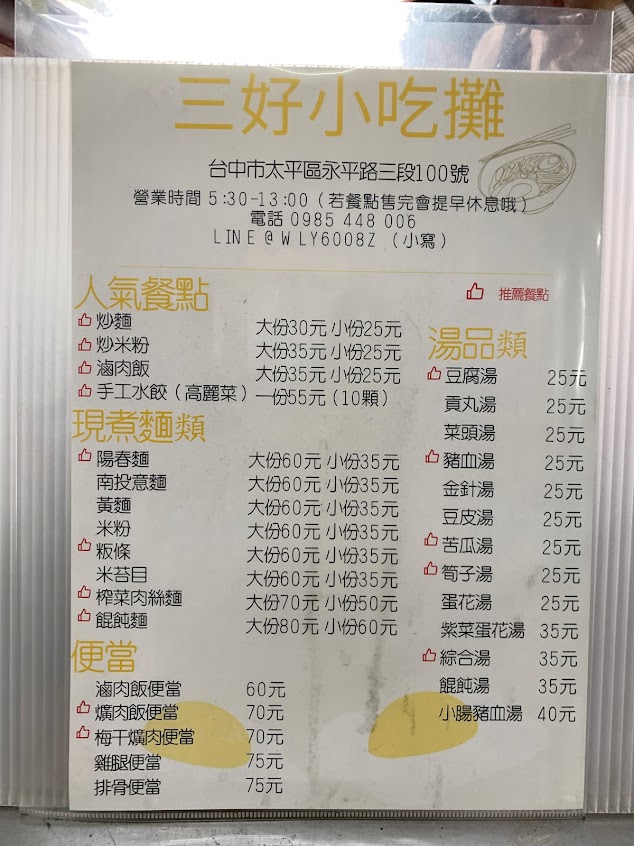 三好小吃攤
台中市太平區永平路三段100號
營業時間 5:30-13:00（若餐點售完會提早休息哦）
電話 0985 448 006
LINE@WLY6008Z（小寫）
推薦餐點
人氣餐點
炒麵 大份30元 小份25元
炒米粉 大份35元 小份25元
滷肉飯 大份35元 小份25元
手工水餃（高麗菜）一份55元（10顆）
現煮麵類
陽春麵 大份60元 小份35元
南投意麵 大份60元 小份35元
黃麵 大份60元 小份35元
米粉 大份60元 小份35元
粄條 大份60元 小份35元
米苔目 大份60元 小份35元
榨菜肉絲麵 大份70元 小份50元
餛飩麵 大份80元 小份60元
便當
滷肉飯便當 60元
爌肉飯便當 70元
梅干爌肉便當 70元
雞腿便當 75元
排骨便當 75元
湯品類
豆腐湯 25元
貢丸湯 25元
菜頭湯 25元
豬血湯 25元
金針湯 25元
豆皮湯 25元
苦瓜湯 25元
筍子湯 25元
蛋花湯 25元
紫菜蛋花湯 35元
綜合湯 35元
餛飩湯 35元
小腸豬血湯 40元